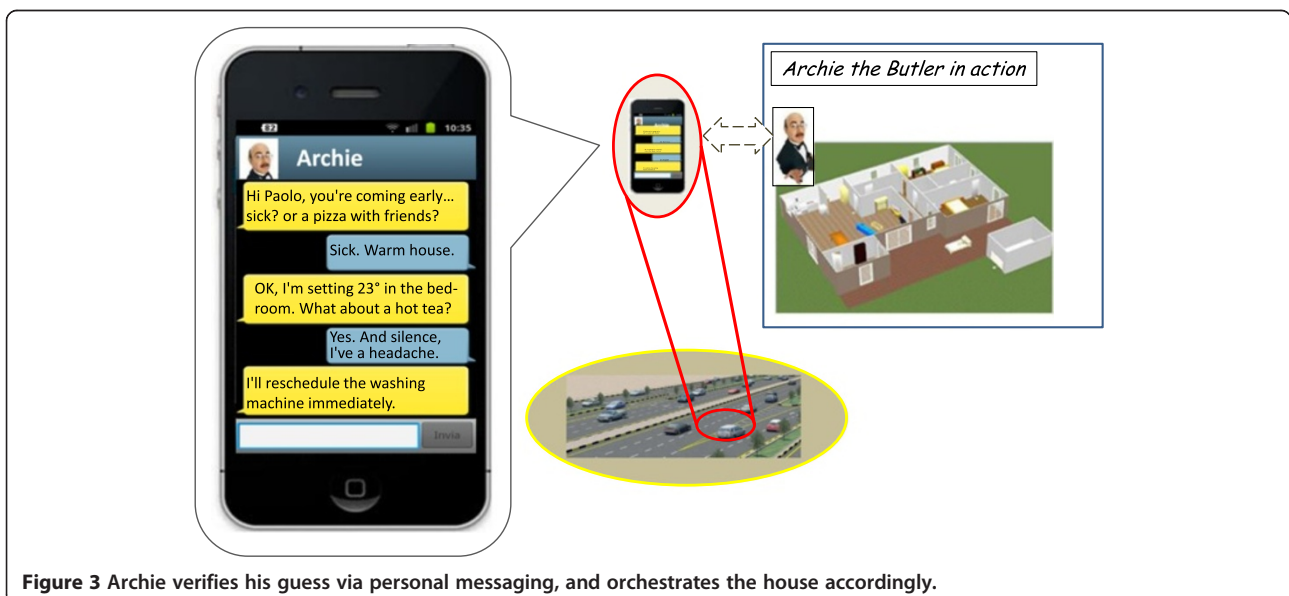 10:35
Archie
Hi Paolo, you're coming early...
sick? or a pizza with friends?
Sick. Warm house.
OK, I'm setting 23° in the bed-
room. What about a hot tea?
Yes. And silence,
I've a headache.
I'll reschedule the washing
machine immediately.
Invia
Archie the Butler in action
Figure 3 Archie verifies his guess via personal messaging, and orchestrates the house accordingly.